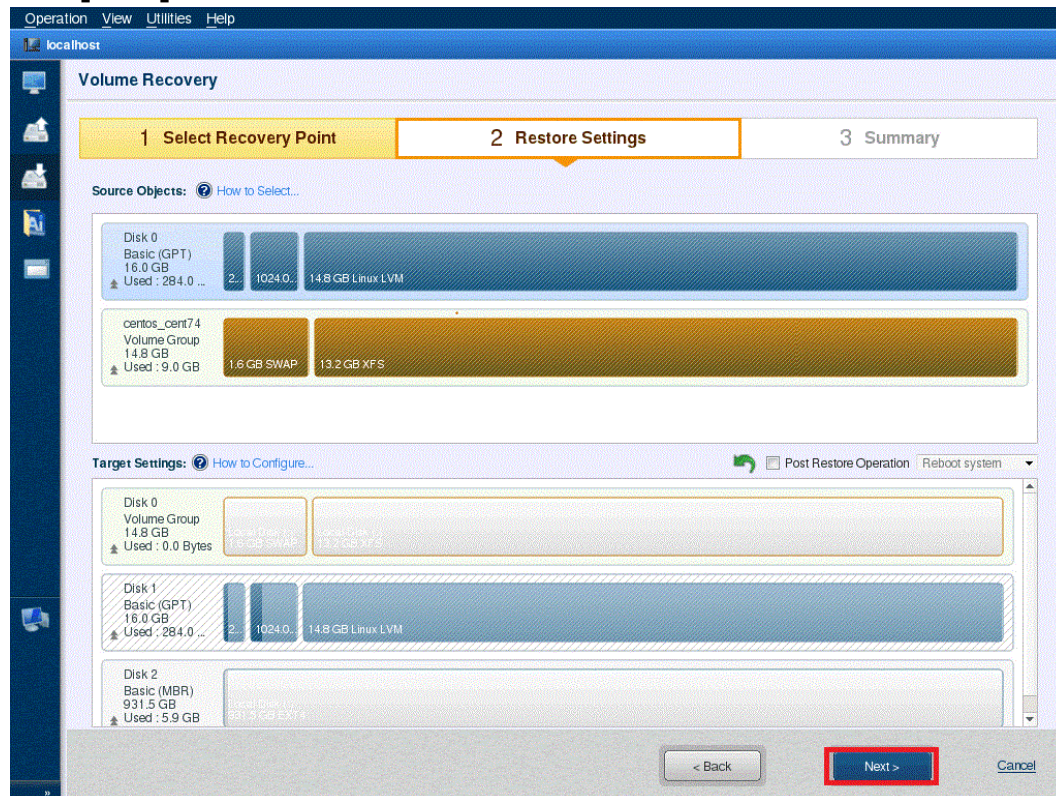 Operation View Utilities Help
localhost
Volume Recovery
1 Select Recovery Point
2 Restore Settings
3 Summary
Source Objects: How to Select...
Disk 0
Basic (GPT)
16.0 GB
Used : 284.0 ...
2... 1024.0.. 14.8 GB Linux LVM
centos_cent74
Volume Group
14.8 GB
Used : 9.0 GB
1.6 GB SWAP 13.2 GB XFS
Target Settings: How to Configure...
Post Restore Operation Reboot system
Disk 0
Volume Group
14.8 GB
Used : 0.0 Bytes
1.6 GB SWAP 13.2 GB XFS
Disk 1
Basic (GPT)
16.0 GB
Used : 284.0 ...
2... 1024.0.. 14.8 GB Linux LVM
Disk 2
Basic (MBR)
931.5 GB
Used : 5.9 GB
931.5 GB EXT4
< Back
Next >
Cancel
»